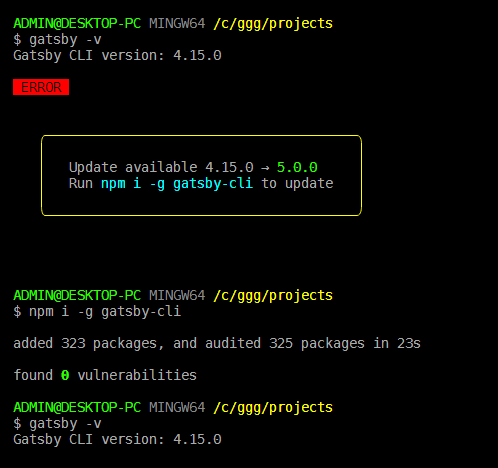 ADMIN@DESKTOP-PC MINGW64 /c/ggg/projects
$ gatsby -v
Gatsby CLI version: 4.15.0
ERROR
Update available 4.15.0 → 5.0.0
Run npm i -g gatsby-cli to update
ADMIN@DESKTOP-PC MINGW64 /c/ggg/projects
$ npm i -g gatsby-cli
added 323 packages, and audited 325 packages in 23s
found 0 vulnerabilities
ADMIN@DESKTOP-PC MINGW64 /c/ggg/projects
$ gatsby -v
Gatsby CLI version: 4.15.0